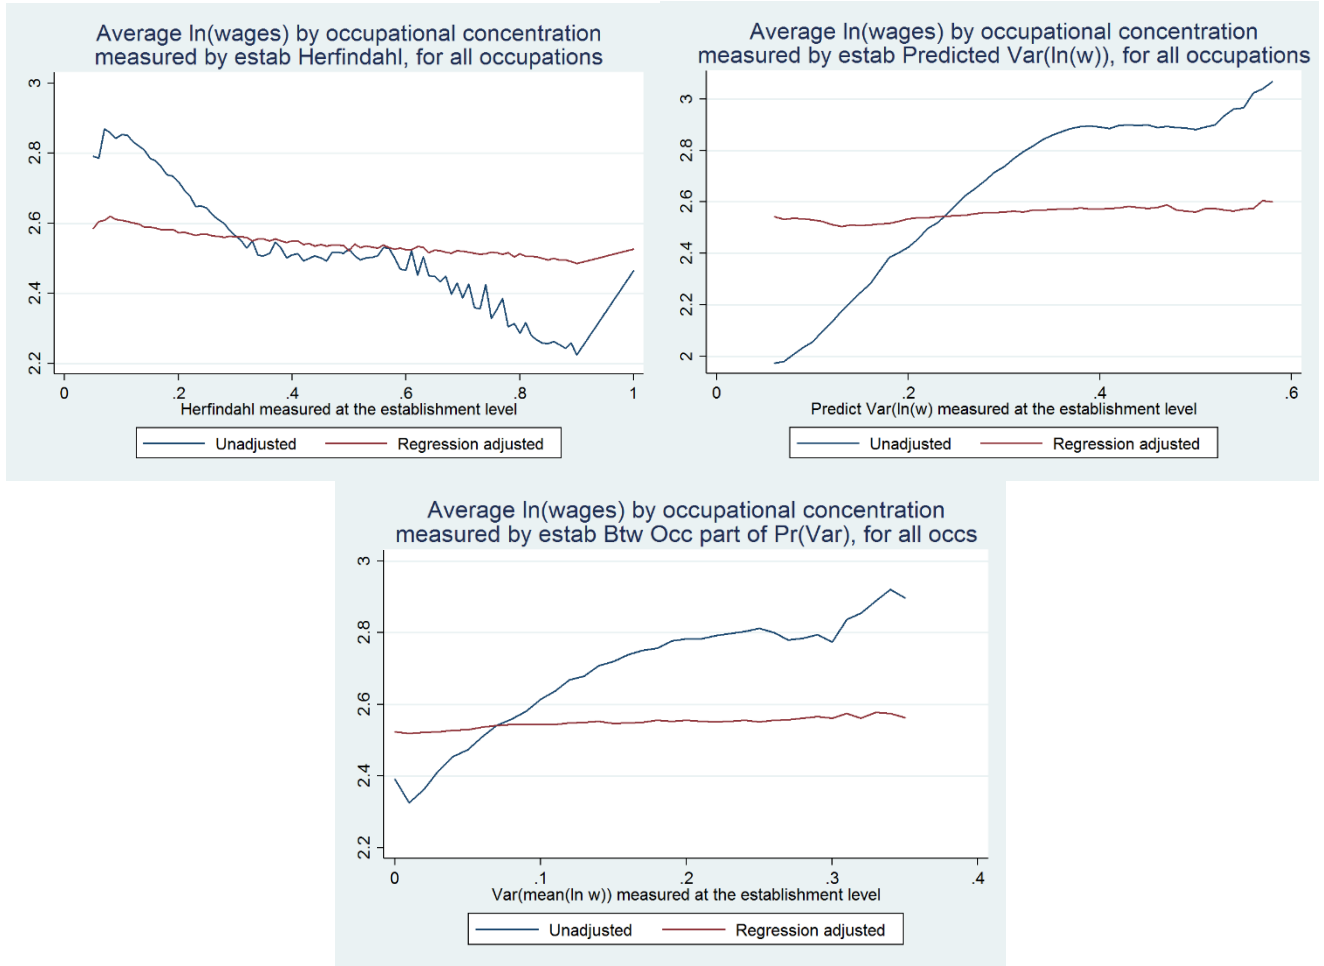 Average ln(wages) by occupational concentration
measured by estab Herfindahl, for all occupations
3
2.8
2.6
2.4
2.2
0
.2
.4
.6
.8
1
Herfindahl measured at the establishment level
Unadjusted
Regression adjusted
Average ln(wages) by occupational concentration
measured by estab Predicted Var(ln(w)), for all occupations
3
2.8
2.6
2.4
2.2
2
0
.2
.4
.6
Predict Var(ln(w) measured at the establishment level
Unadjusted
Regression adjusted
Average ln(wages) by occupational concentration
measured by estab Btw Occ part of Pr(Var), for all occs
3
2.8
2.6
2.4
2.2
0
.1
.2
.3
.4
Var(mean(ln w)) measured at the establishment level
Unadjusted
Regression adjusted